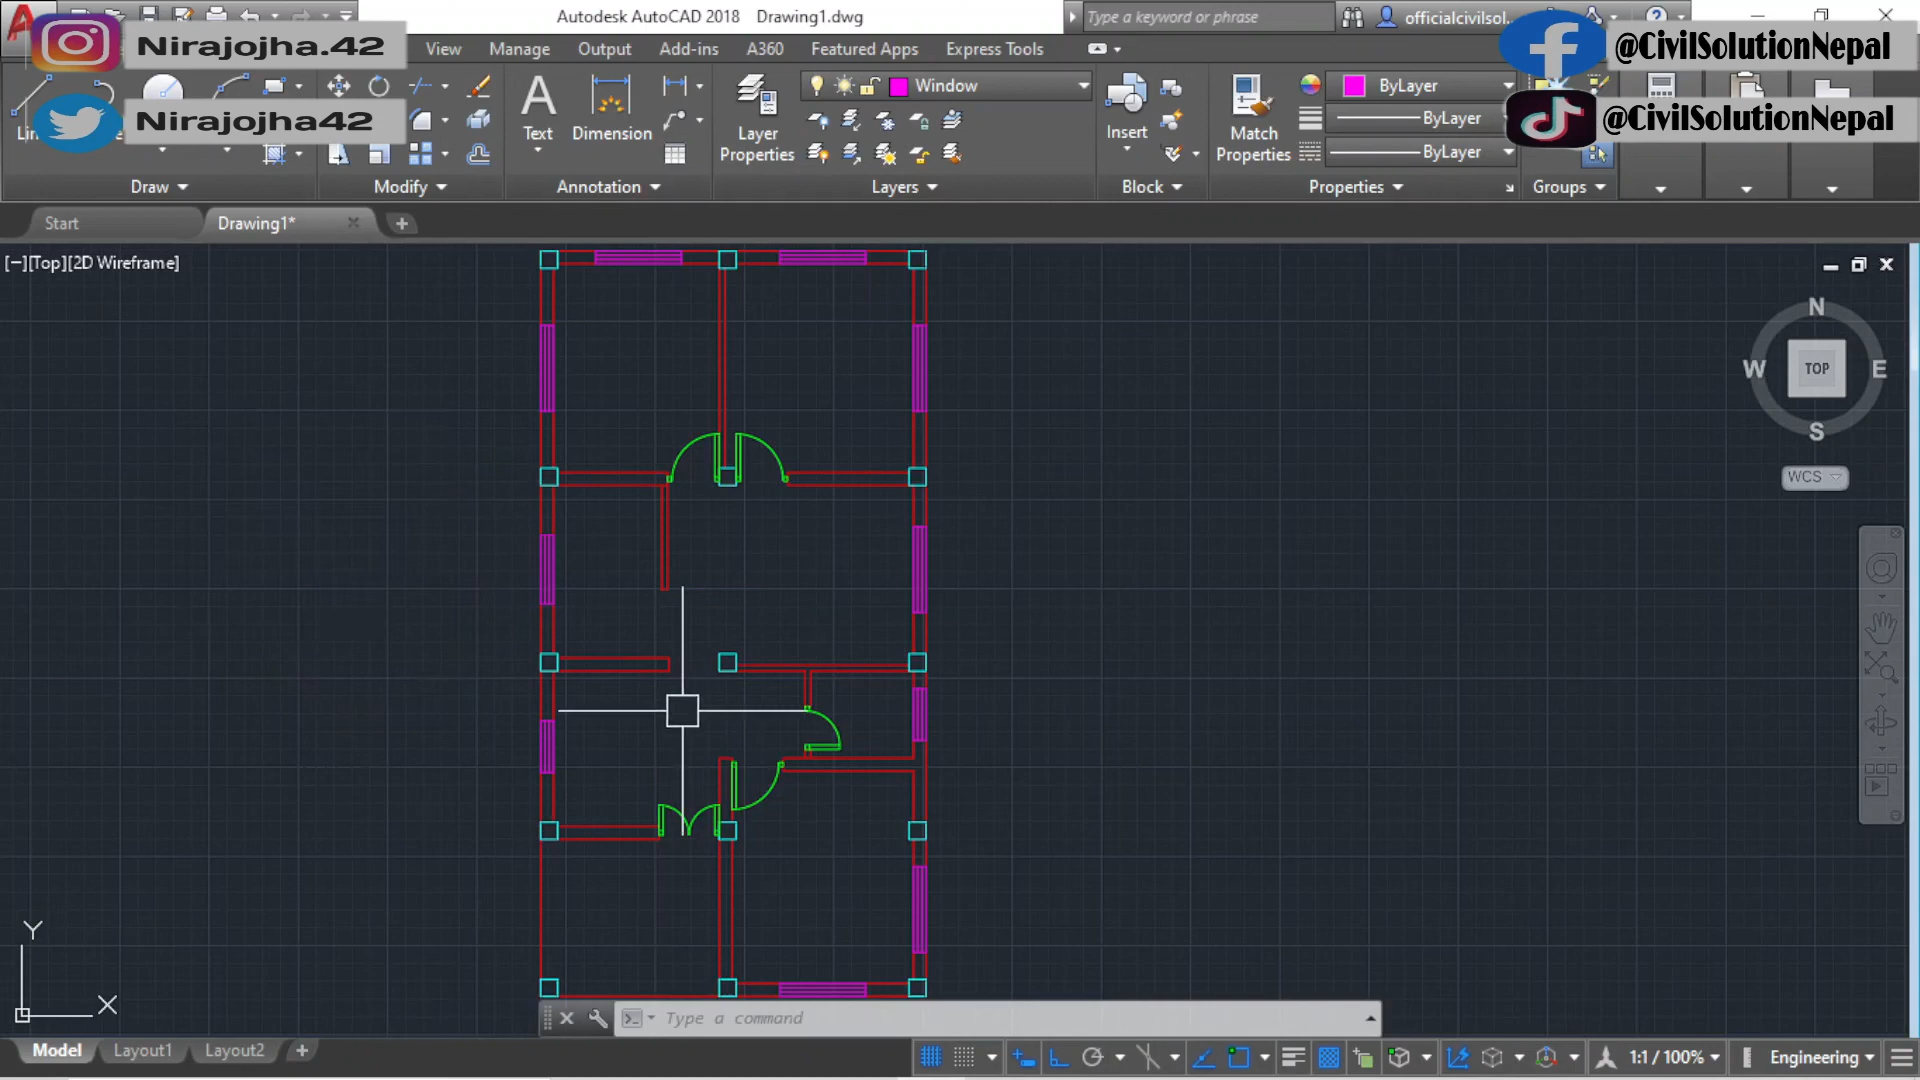 Autodesk AutoCAD 2018 Drawing1.dwg
Type a keyword or phrase
officialcivilsol...
Nirajojha.42
View Manage Output Add-ins A360 Featured Apps Express Tools
@CivilSolutionNepal
Nirajojha42
Text
Dimension
Layer
Properties
Window
Insert
Match
Properties
ByLayer
ByLayer
ByLayer
@CivilSolutionNepal
Draw Modify Annotation Layers Block Properties Groups
Start Drawing1* +
[−][Top][2D Wireframe]
N
W TOP E
S
WCS
Y
X
Type a command
Model Layout1 Layout2 +
1:1 / 100% Engineering